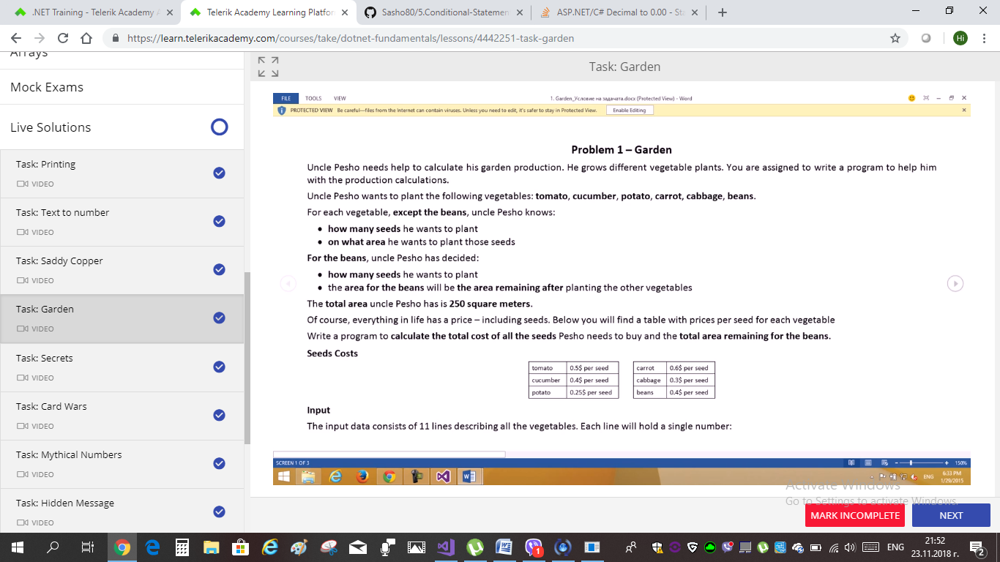 .NET Training - Telerik Academy A
Telerik Academy Learning Platfor
Sasho80/5.Conditional-Statemen
ASP.NET/C# Decimal to 0.00 - Sta
https://learn.telerikacademy.com/courses/take/dotnet-fundamentals/lessons/4442251-task-garden
Hi
Arrays
Mock Exams
Live Solutions
Task: Printing
VIDEO
Task: Text to number
VIDEO
Task: Saddy Copper
VIDEO
Task: Garden
VIDEO
Task: Secrets
VIDEO
Task: Card Wars
VIDEO
Task: Mythical Numbers
VIDEO
Task: Hidden Message
VIDEO
Task: Garden
FILE TOOLS VIEW 1. Garden_Условие на задачата.docx (Protected View) - Word
PROTECTED VIEW Be careful—files from the Internet can contain viruses. Unless you need to edit, it's safer to stay in Protected View. Enable Editing
Problem 1 – Garden
Uncle Pesho needs help to calculate his garden production. He grows different vegetable plants. You are assigned to write a program to help him
with the production calculations.
Uncle Pesho wants to plant the following vegetables: tomato, cucumber, potato, carrot, cabbage, beans.
For each vegetable, except the beans, uncle Pesho knows:
• how many seeds he wants to plant
• on what area he wants to plant those seeds
For the beans, uncle Pesho has decided:
• how many seeds he wants to plant
• the area for the beans will be the area remaining after planting the other vegetables
The total area uncle Pesho has is 250 square meters.
Of course, everything in life has a price – including seeds. Below you will find a table with prices per seed for each vegetable
Write a program to calculate the total cost of all the seeds Pesho needs to buy and the total area remaining for the beans.
Seeds Costs
tomato 0.5$ per seed carrot 0.6$ per seed
cucumber 0.4$ per seed cabbage 0.3$ per seed
potato 0.25$ per seed beans 0.4$ per seed
Input
The input data consists of 11 lines describing all the vegetables. Each line will hold a single number:
SCREEN 1 OF 3 150%
ENG 6:33 PM
1/29/2015
Activate Windows
Go to Settings to activate Windows.
MARK INCOMPLETE NEXT
1
ENG 21:52
23.11.2018 г.
2